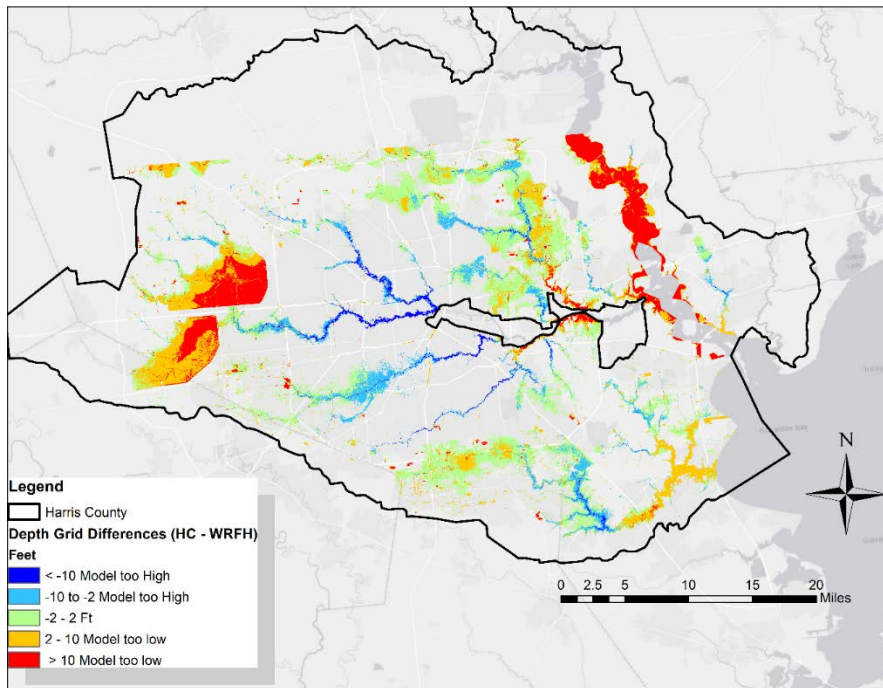 N
Legend
Harris County
Depth Grid Differences (HC - WRFH)
Feet
< -10 Model too High
-10 to -2 Model too High
-2 - 2 Ft
2 - 10 Model too low
> 10 Model too low
0 2.5 5 10 15 20
Miles